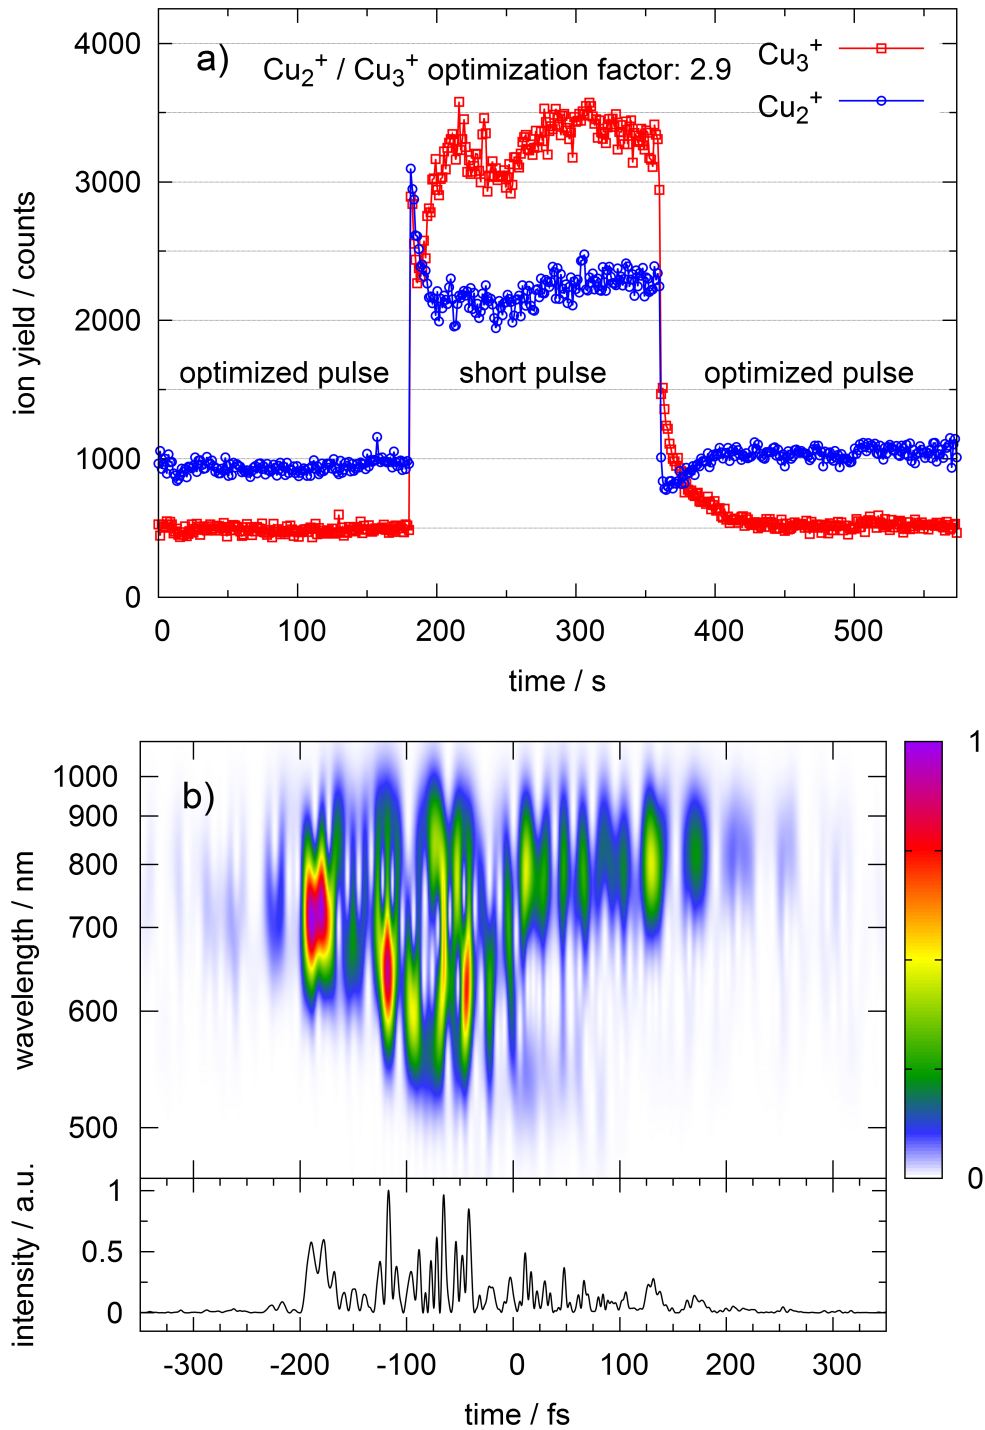 a)
Cu₂⁺ / Cu₃⁺ optimization factor: 2.9
Cu₃⁺
Cu₂⁺
4000
3000
2000
1000
0
ion yield / counts
optimized pulse
short pulse
optimized pulse
0 100 200 300 400 500
time / s
b)
1000
900
800
700
600
500
wavelength / nm
1
0
1
0.5
0
intensity / a.u.
-300 -200 -100 0 100 200 300
time / fs